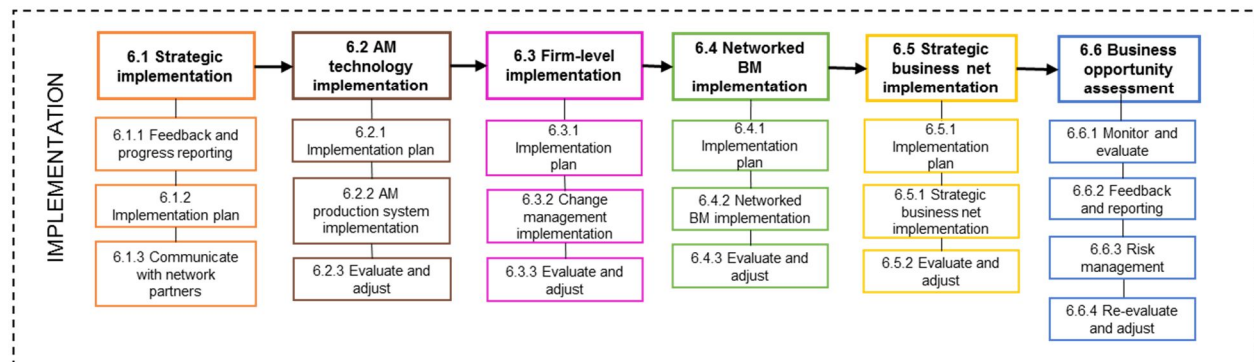 IMPLEMENTATION
6.1 Strategic
implementation
6.1.1 Feedback and
progress reporting
6.1.2
Implementation plan
6.1.3 Communicate
with network
partners
6.2 AM
technology
implementation
6.2.1
Implementation plan
6.2.2 AM
production system
implementation
6.2.3 Evaluate and
adjust
6.3 Firm-level
implementation
6.3.1
Implementation
plan
6.3.2 Change
management
implementation
6.3.3 Evaluate and
adjust
6.4 Networked
BM
implementation
6.4.1
Implementation
plan
6.4.2 Networked
BM implementation
6.4.3 Evaluate and
adjust
6.5 Strategic
business net
implementation
6.5.1
Implementation
plan
6.5.1 Strategic
business net
implementation
6.5.2 Evaluate and
adjust
6.6 Business
opportunity
assessment
6.6.1 Monitor and
evaluate
6.6.2 Feedback
and reporting
6.6.3 Risk
management
6.6.4 Re-evaluate
and adjust